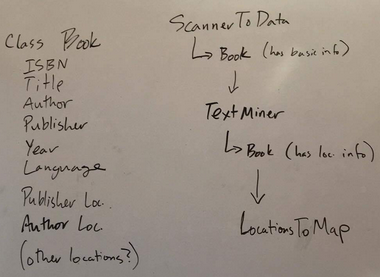 Class Book
ISBN
Title
Author
Publisher
Year
Language
Publisher Loc.
Author Loc.
(other locations?)
ScannerToData
Book (has basic info)
TextMiner
Book (has loc. info)
LocationsToMap